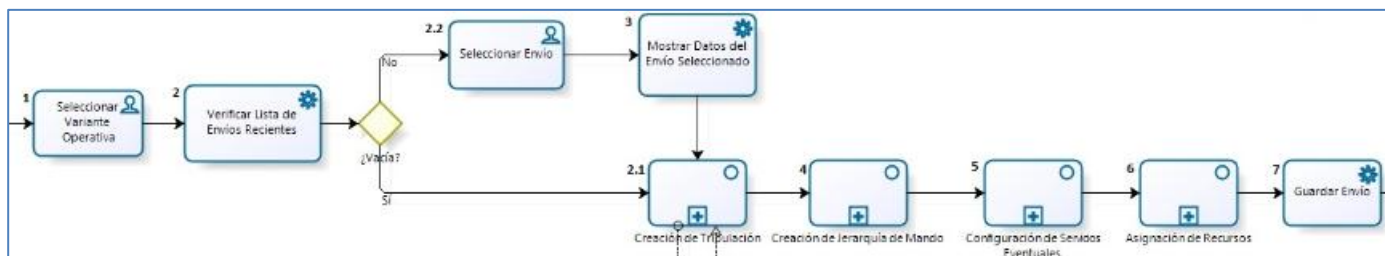 1
Seleccionar
Variante
Operativa
2
Verificar Lista de
Envíos Recientes
¿Vacía?
No
2.2
Seleccionar Envío
3
Mostrar Datos del
Envío Seleccionado
Sí
2.1
Creación de Tripulación
4
Creación de Jerarquía de Mando
5
Configuración de Servidos
Eventuales
6
Asignación de Recursos
7
Guardar Envío